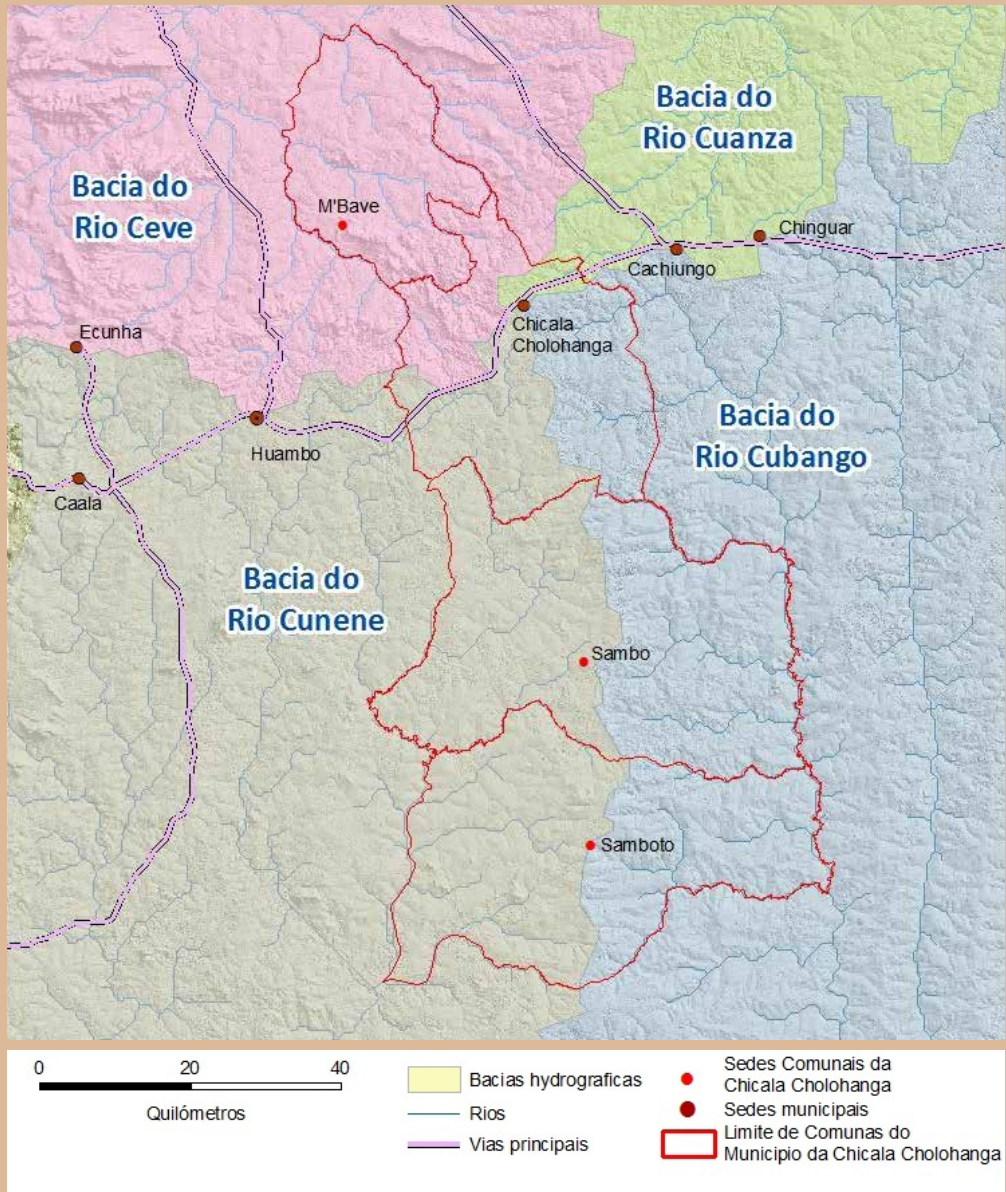 Bacia do
Rio Cuanza
Bacia do
Rio Ceve
M'Bave
Chinguar
Cachiungo
Chicala
Cholohanga
Ecunha
Bacia do
Rio Cubango
Huambo
Caala
Bacia do
Rio Cunene
Sambo
Samboto
0 20 40
Quilómetros
Bacias hydrograficas
Rios
Vias principais
Sedes Comunais da
Chicala Cholohanga
Sedes municipais
Limite de Comunas do
Municipio da Chicala Cholohanga